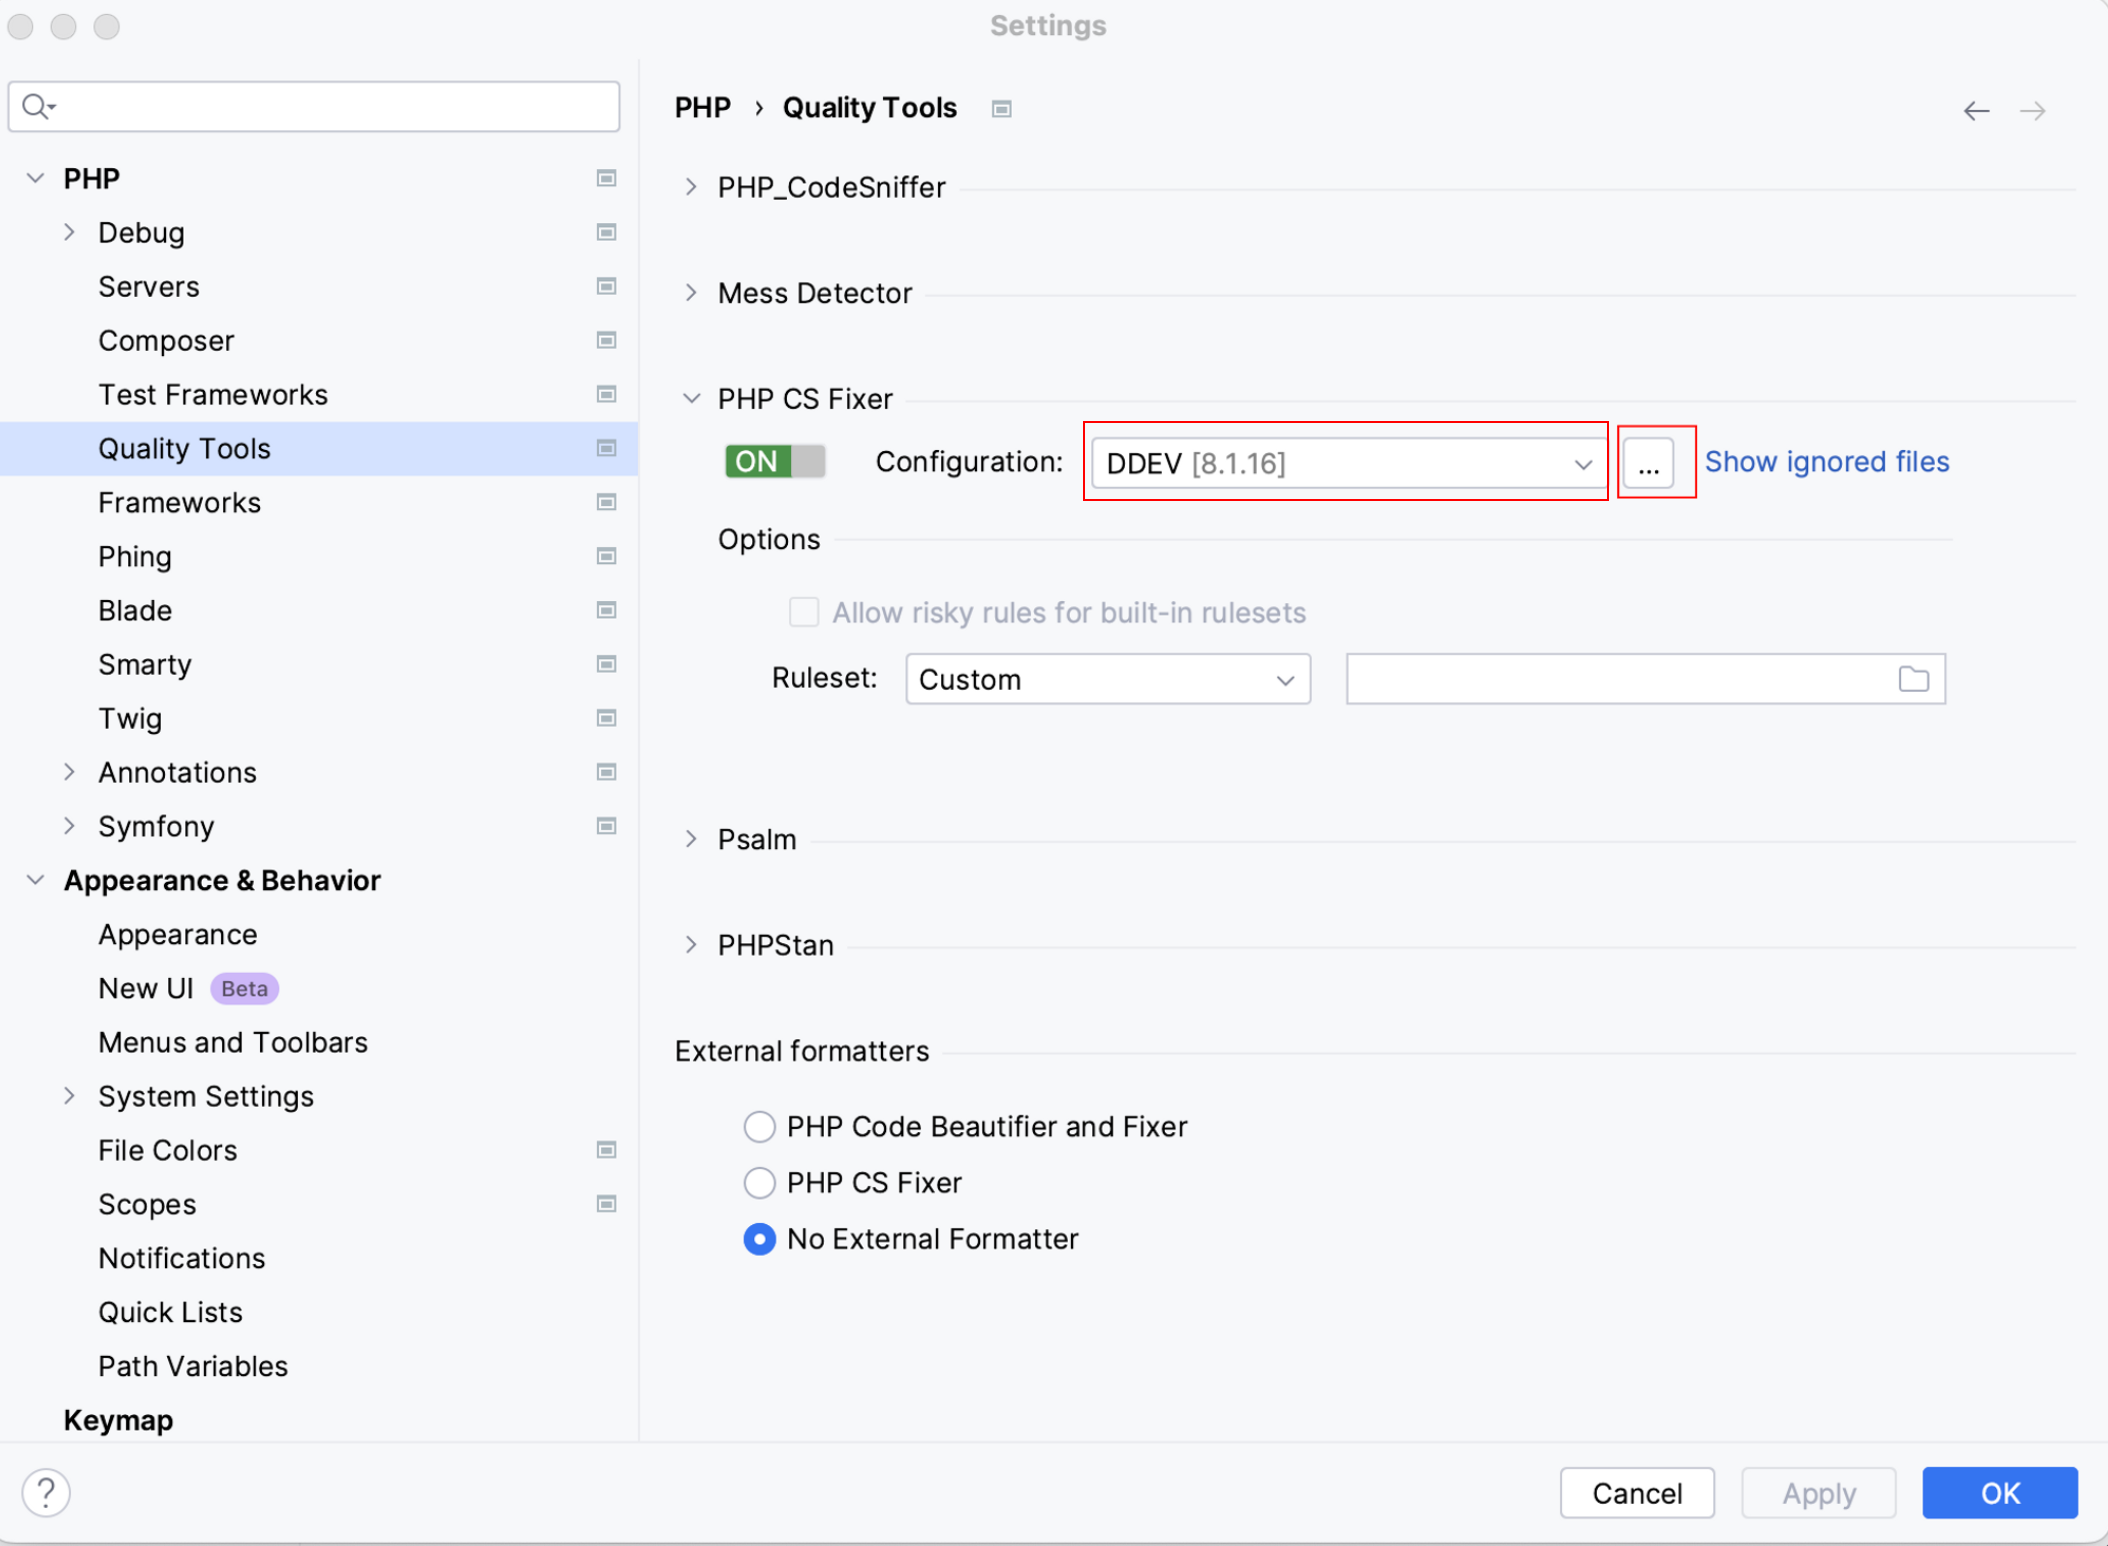 Settings
PHP
Debug
Servers
Composer
Test Frameworks
Quality Tools
Frameworks
Phing
Blade
Smarty
Twig
Annotations
Symfony
Appearance & Behavior
Appearance
New UI Beta
Menus and Toolbars
System Settings
File Colors
Scopes
Notifications
Quick Lists
Path Variables
Keymap
PHP › Quality Tools
PHP_CodeSniffer
Mess Detector
PHP CS Fixer
ON Configuration: DDEV [8.1.16] ... Show ignored files
Options
Allow risky rules for built-in rulesets
Ruleset: Custom
Psalm
PHPStan
External formatters
PHP Code Beautifier and Fixer
PHP CS Fixer
No External Formatter
? Cancel Apply OK